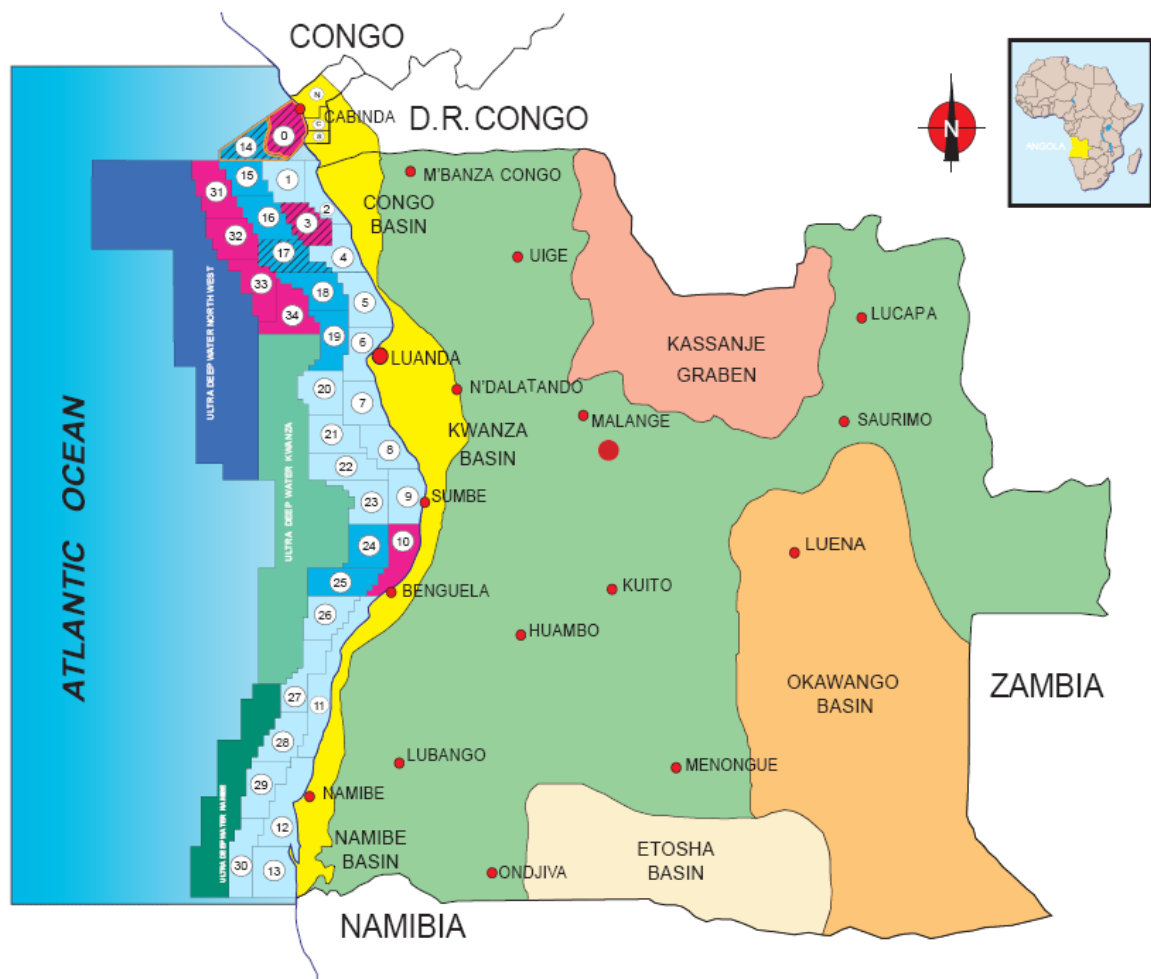 CONGO
D.R. CONGO
N
CABINDA
C
0
14
15
1
31
16
2
3
32
17
4
33
18
5
34
19
6
20
7
21
8
22
23
9
24
10
25
26
27
11
28
29
12
30
13
ULTRA DEEP WATER NORTH WEST
ULTRA DEEP WATER KWANZA
ULTRA DEEP WATER NAMIBE
ATLANTIC OCEAN
M'BANZA CONGO
CONGO
BASIN
UIGE
LUCAPA
KASSANJE
GRABEN
LUANDA
N'DALATANDO
MALANGE
SAURIMO
KWANZA
BASIN
SUMBE
LUENA
BENGUELA
KUITO
HUAMBO
OKAWANGO
BASIN
ZAMBIA
LUBANGO
MENONGUE
NAMIBE
NAMIBE
BASIN
ETOSHA
BASIN
ONDJIVA
NAMIBIA
N
ANGOLA